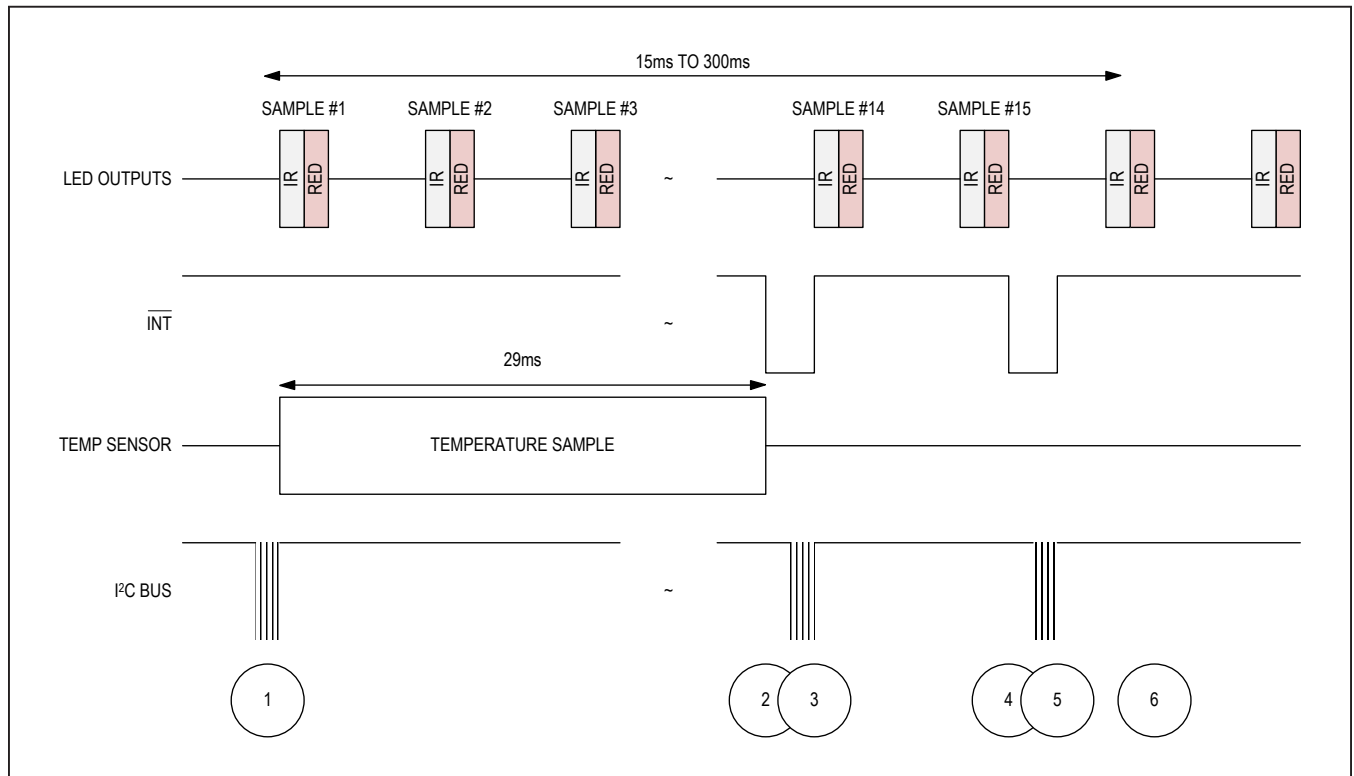 15ms TO 300ms
SAMPLE #1 SAMPLE #2 SAMPLE #3 SAMPLE #14 SAMPLE #15
LED OUTPUTS IR RED IR RED IR RED ~ IR RED IR RED IR RED IR RED
INT ~
29ms
TEMP SENSOR TEMPERATURE SAMPLE
I²C BUS ~
1 2 3 4 5 6